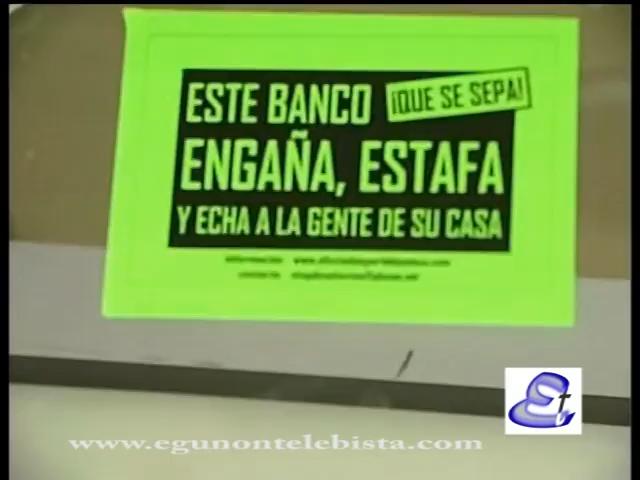 ESTE BANCO
¡QUE SE SEPA!
ENGAÑA, ESTAFA
Y ECHA A LA GENTE DE SU CASA
www.egunontelebista.com